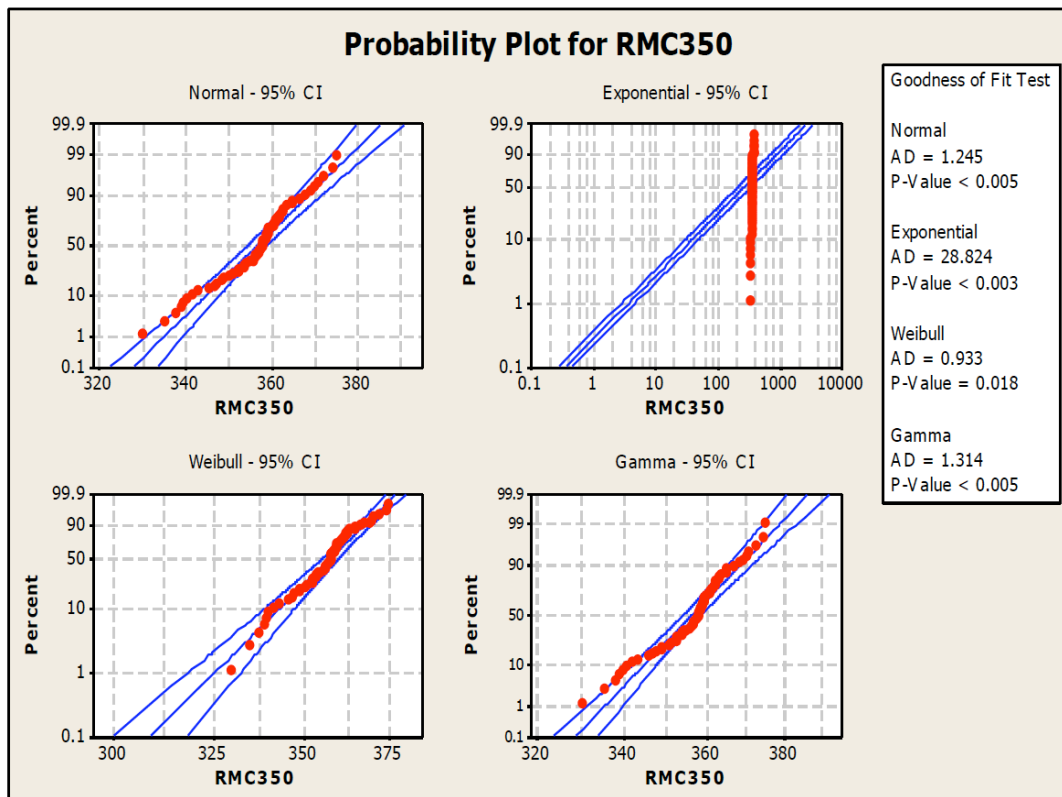 Probability Plot for RMC350
Normal - 95% CI
Exponential - 95% CI
99.9
99
90
50
10
1
0.1
Percent
320
340
360
380
RMC350
99.9
90
50
10
1
0.1
Percent
0.1
1
10
100
1000
10000
RMC350
Weibull - 95% CI
Gamma - 95% CI
99.9
90
50
10
1
0.1
Percent
300
325
350
375
RMC350
99.9
99
90
50
10
1
0.1
Percent
320
340
360
380
RMC350
Goodness of Fit Test
Normal
AD = 1.245
P-Value < 0.005
Exponential
AD = 28.824
P-Value < 0.003
Weibull
AD = 0.933
P-Value = 0.018
Gamma
AD = 1.314
P-Value < 0.005